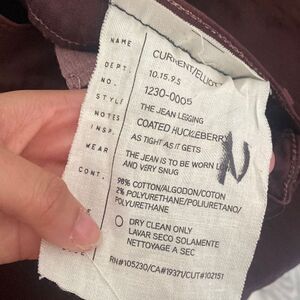 NAME CURRENT/ELLIOTT
DEPT. 10.15.9.5
NO. 1230-0005
STYLE THE JEAN LEGGING
NOTES COATED HUCKLEBERRY
INSP. AS TIGHT AS IT GETS
WEAR THE JEAN IS TO BE WORN
AND VERY SNUG
CONT. 98% COTTON/ALGODON/COTON
2% POLYURETHANE/POLIURETANO/
POLYURETHANE
DRY CLEAN ONLY
LAVAR SECO SOLAMENTE
NETTOYAGE A SEC
RN#105230/CA#19371/CUT#102151